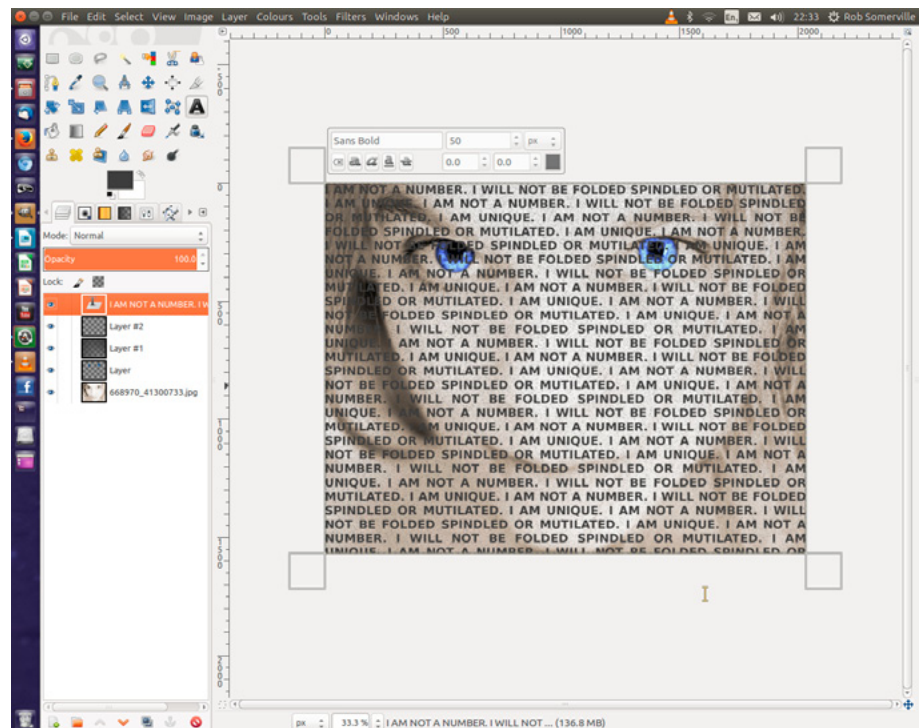 File Edit Select View Image Layer Colours Tools Filters Windows Help
En
22:33
Rob Somerville
0
500
1000
1500
2000
Sans Bold
50
px
0.0
0.0
Mode: Normal
Opacity
100.0
Lock:
I AM NOT A NUMBER. I W
Layer #2
Layer #1
Layer
668970_41300733.jpg
I AM NOT A NUMBER. I WILL NOT BE FOLDED SPINDLED OR MUTILATED.
I AM UNIQUE. I AM NOT A NUMBER. I WILL NOT BE FOLDED SPINDLED
OR MUTILATED. I AM UNIQUE. I AM NOT A NUMBER. I WILL NOT BE
FOLDED SPINDLED OR MUTILATED. I AM UNIQUE. I AM NOT A NUMBER.
I WILL NOT BE FOLDED SPINDLED OR MUTILATED. I AM UNIQUE. I AM
NOT A NUMBER. I WILL NOT BE FOLDED SPINDLED OR MUTILATED. I AM
UNIQUE. I AM NOT A NUMBER. I WILL NOT BE FOLDED SPINDLED OR
MUTILATED. I AM UNIQUE. I AM NOT A NUMBER. I WILL NOT BE FOLDED
SPINDLED OR MUTILATED. I AM UNIQUE. I AM NOT A NUMBER. I WILL
NOT BE FOLDED SPINDLED OR MUTILATED. I AM UNIQUE. I AM NOT A
NUMBER. I WILL NOT BE FOLDED SPINDLED OR MUTILATED. I AM
UNIQUE. I AM NOT A NUMBER. I WILL NOT BE FOLDED SPINDLED OR
MUTILATED. I AM UNIQUE. I AM NOT A NUMBER. I WILL NOT BE FOLDED
SPINDLED OR MUTILATED. I AM UNIQUE. I AM NOT A NUMBER. I WILL
NOT BE FOLDED SPINDLED OR MUTILATED. I AM UNIQUE. I AM NOT A
NUMBER. I WILL NOT BE FOLDED SPINDLED OR MUTILATED. I AM
UNIQUE. I AM NOT A NUMBER. I WILL NOT BE FOLDED SPINDLED OR
MUTILATED. I AM UNIQUE. I AM NOT A NUMBER. I WILL NOT BE FOLDED
SPINDLED OR MUTILATED. I AM UNIQUE. I AM NOT A NUMBER. I WILL
NOT BE FOLDED SPINDLED OR MUTILATED. I AM UNIQUE. I AM NOT A
NUMBER. I WILL NOT BE FOLDED SPINDLED OR MUTILATED. I AM
UNIQUE. I AM NOT A NUMBER. I WILL NOT BE FOLDED SPINDLED OR
MUTILATED. I AM UNIQUE. I AM NOT A NUMBER. I WILL NOT BE FOLDED
SPINDLED OR MUTILATED. I AM UNIQUE. I AM NOT A NUMBER. I WILL
NOT BE FOLDED SPINDLED OR MUTILATED. I AM UNIQUE. I AM NOT A
NUMBER. I WILL NOT BE FOLDED SPINDLED OR MUTILATED. I AM
UNIQUE. I AM NOT A NUMBER. I WILL NOT BE FOLDED SPINDLED OR
px
33.3 %
I AM NOT A NUMBER. I WILL NOT ... (136.8 MB)